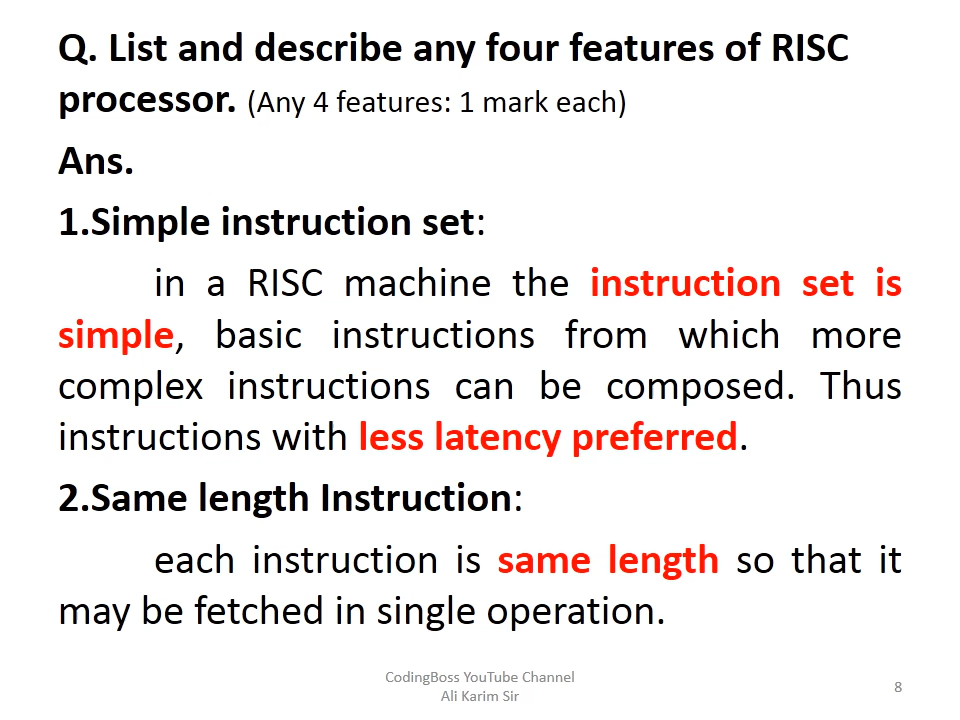 Q. List and describe any four features of RISC
processor. (Any 4 features: 1 mark each)
Ans.
1.Simple instruction set:
in a RISC machine the instruction set is
simple, basic instructions from which more
complex instructions can be composed. Thus
instructions with less latency preferred.
2.Same length Instruction:
each instruction is same length so that it
may be fetched in single operation.
CodingBoss YouTube Channel
Ali Karim Sir
8